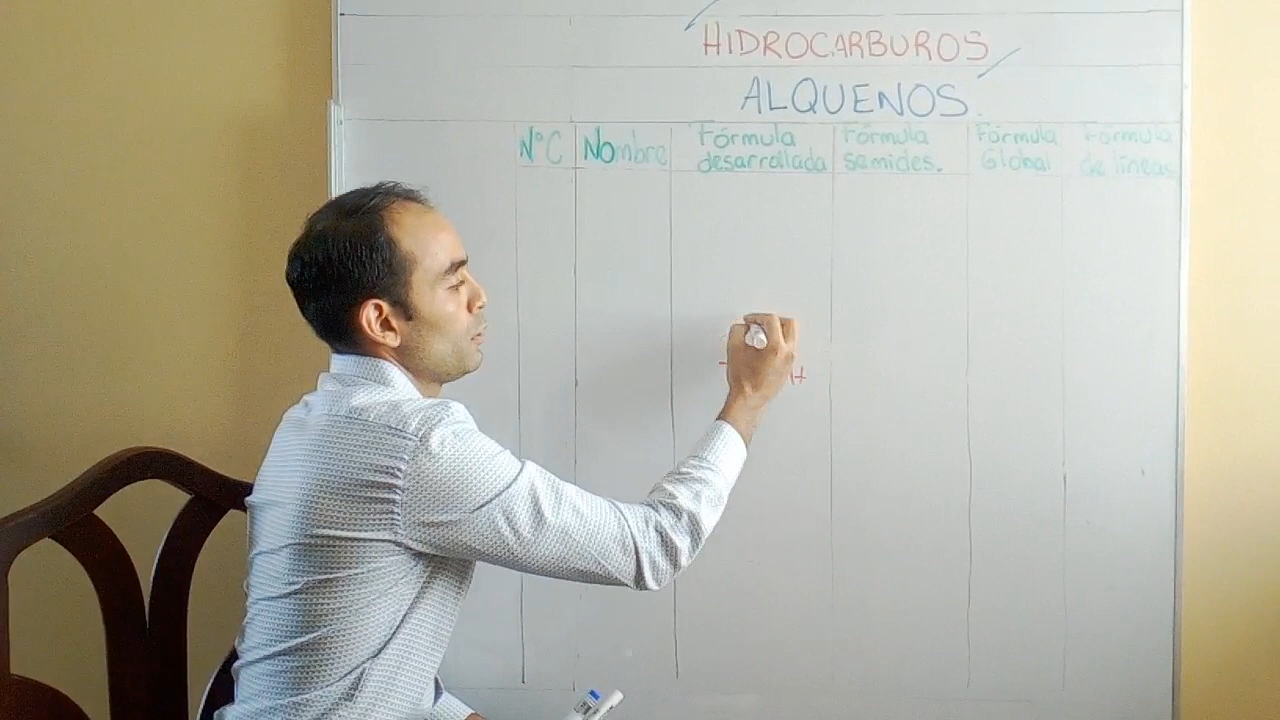 HIDROCARBUROS
ALQUENOS.
N°C Nombre Fórmula desarrollada Fórmula semides. Fórmula Global Fórmula de líneas